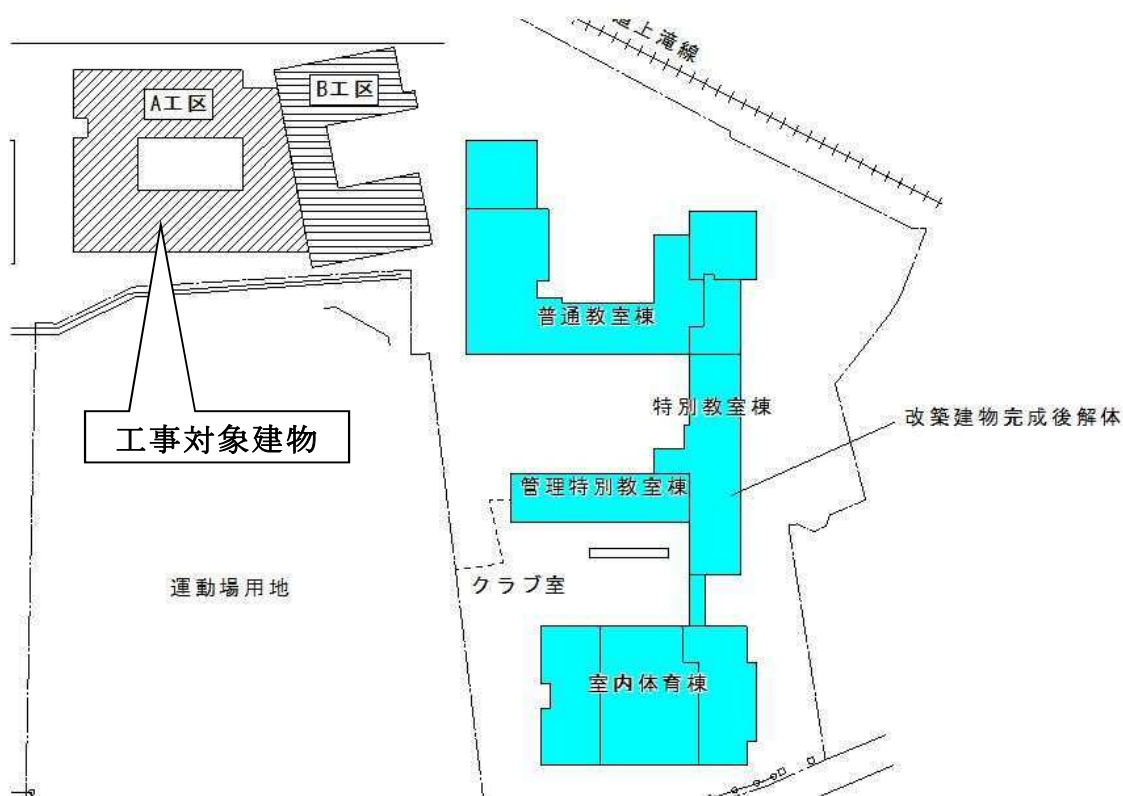 道上滝線
A工区
B工区
普通教室棟
特別教室棟
改築建物完成後解体
工事対象建物
管理特別教室棟
運動場用地
クラブ室
室内体育棟